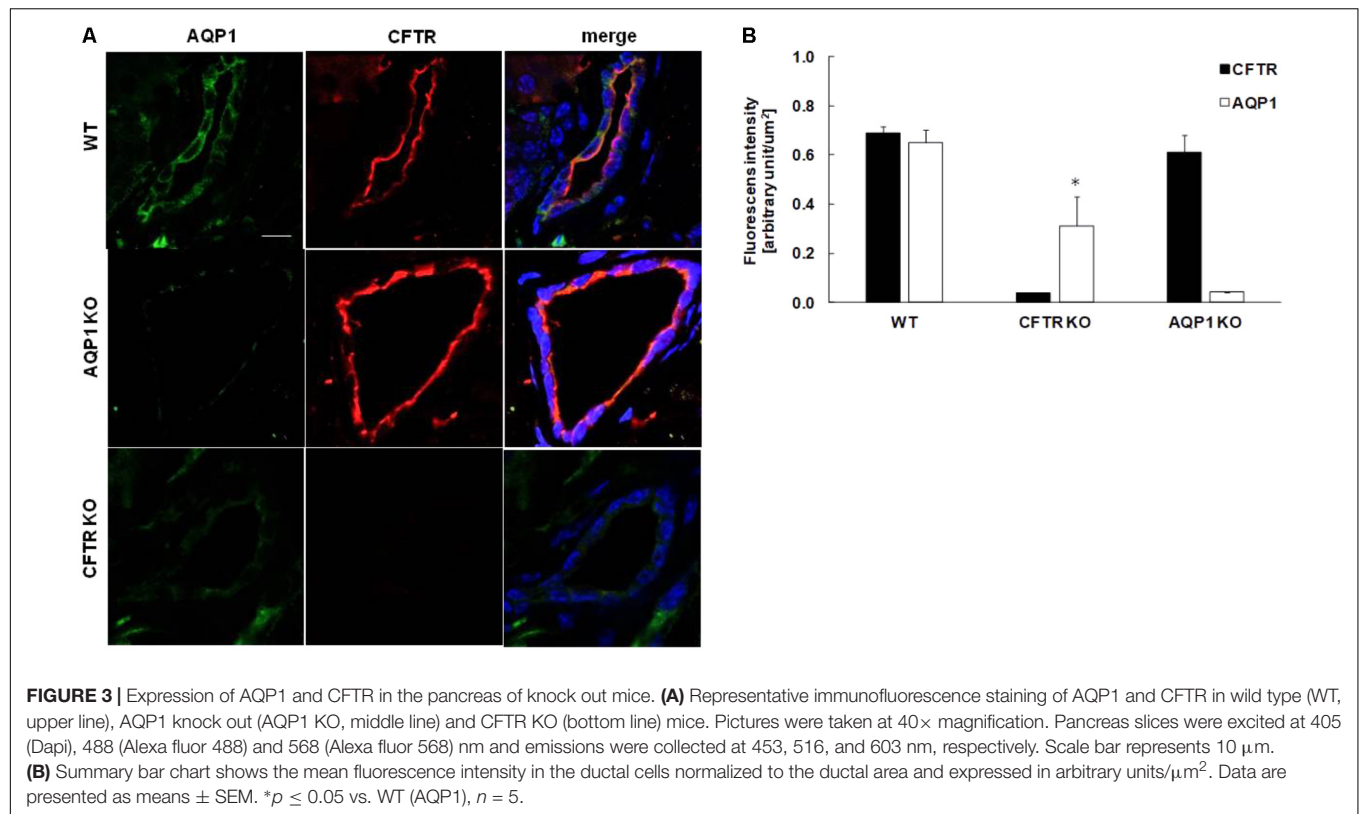 A
AQP1 CFTR merge
WT
AQP1 KO
CFTR KO
B
Fluorescens intensity
[arbitrary unit/um²]
1.0
0.8
0.6
0.4
0.2
0.0
CFTR
AQP1
*
WT CFTR KO AQP1 KO
FIGURE 3 | Expression of AQP1 and CFTR in the pancreas of knock out mice. (A) Representative immunofluorescence staining of AQP1 and CFTR in wild type (WT,
upper line), AQP1 knock out (AQP1 KO, middle line) and CFTR KO (bottom line) mice. Pictures were taken at 40× magnification. Pancreas slices were excited at 405
(Dapi), 488 (Alexa fluor 488) and 568 (Alexa fluor 568) nm and emissions were collected at 453, 516, and 603 nm, respectively. Scale bar represents 10 μm.
(B) Summary bar chart shows the mean fluorescence intensity in the ductal cells normalized to the ductal area and expressed in arbitrary units/μm². Data are
presented as means ± SEM. *p ≤ 0.05 vs. WT (AQP1), n = 5.